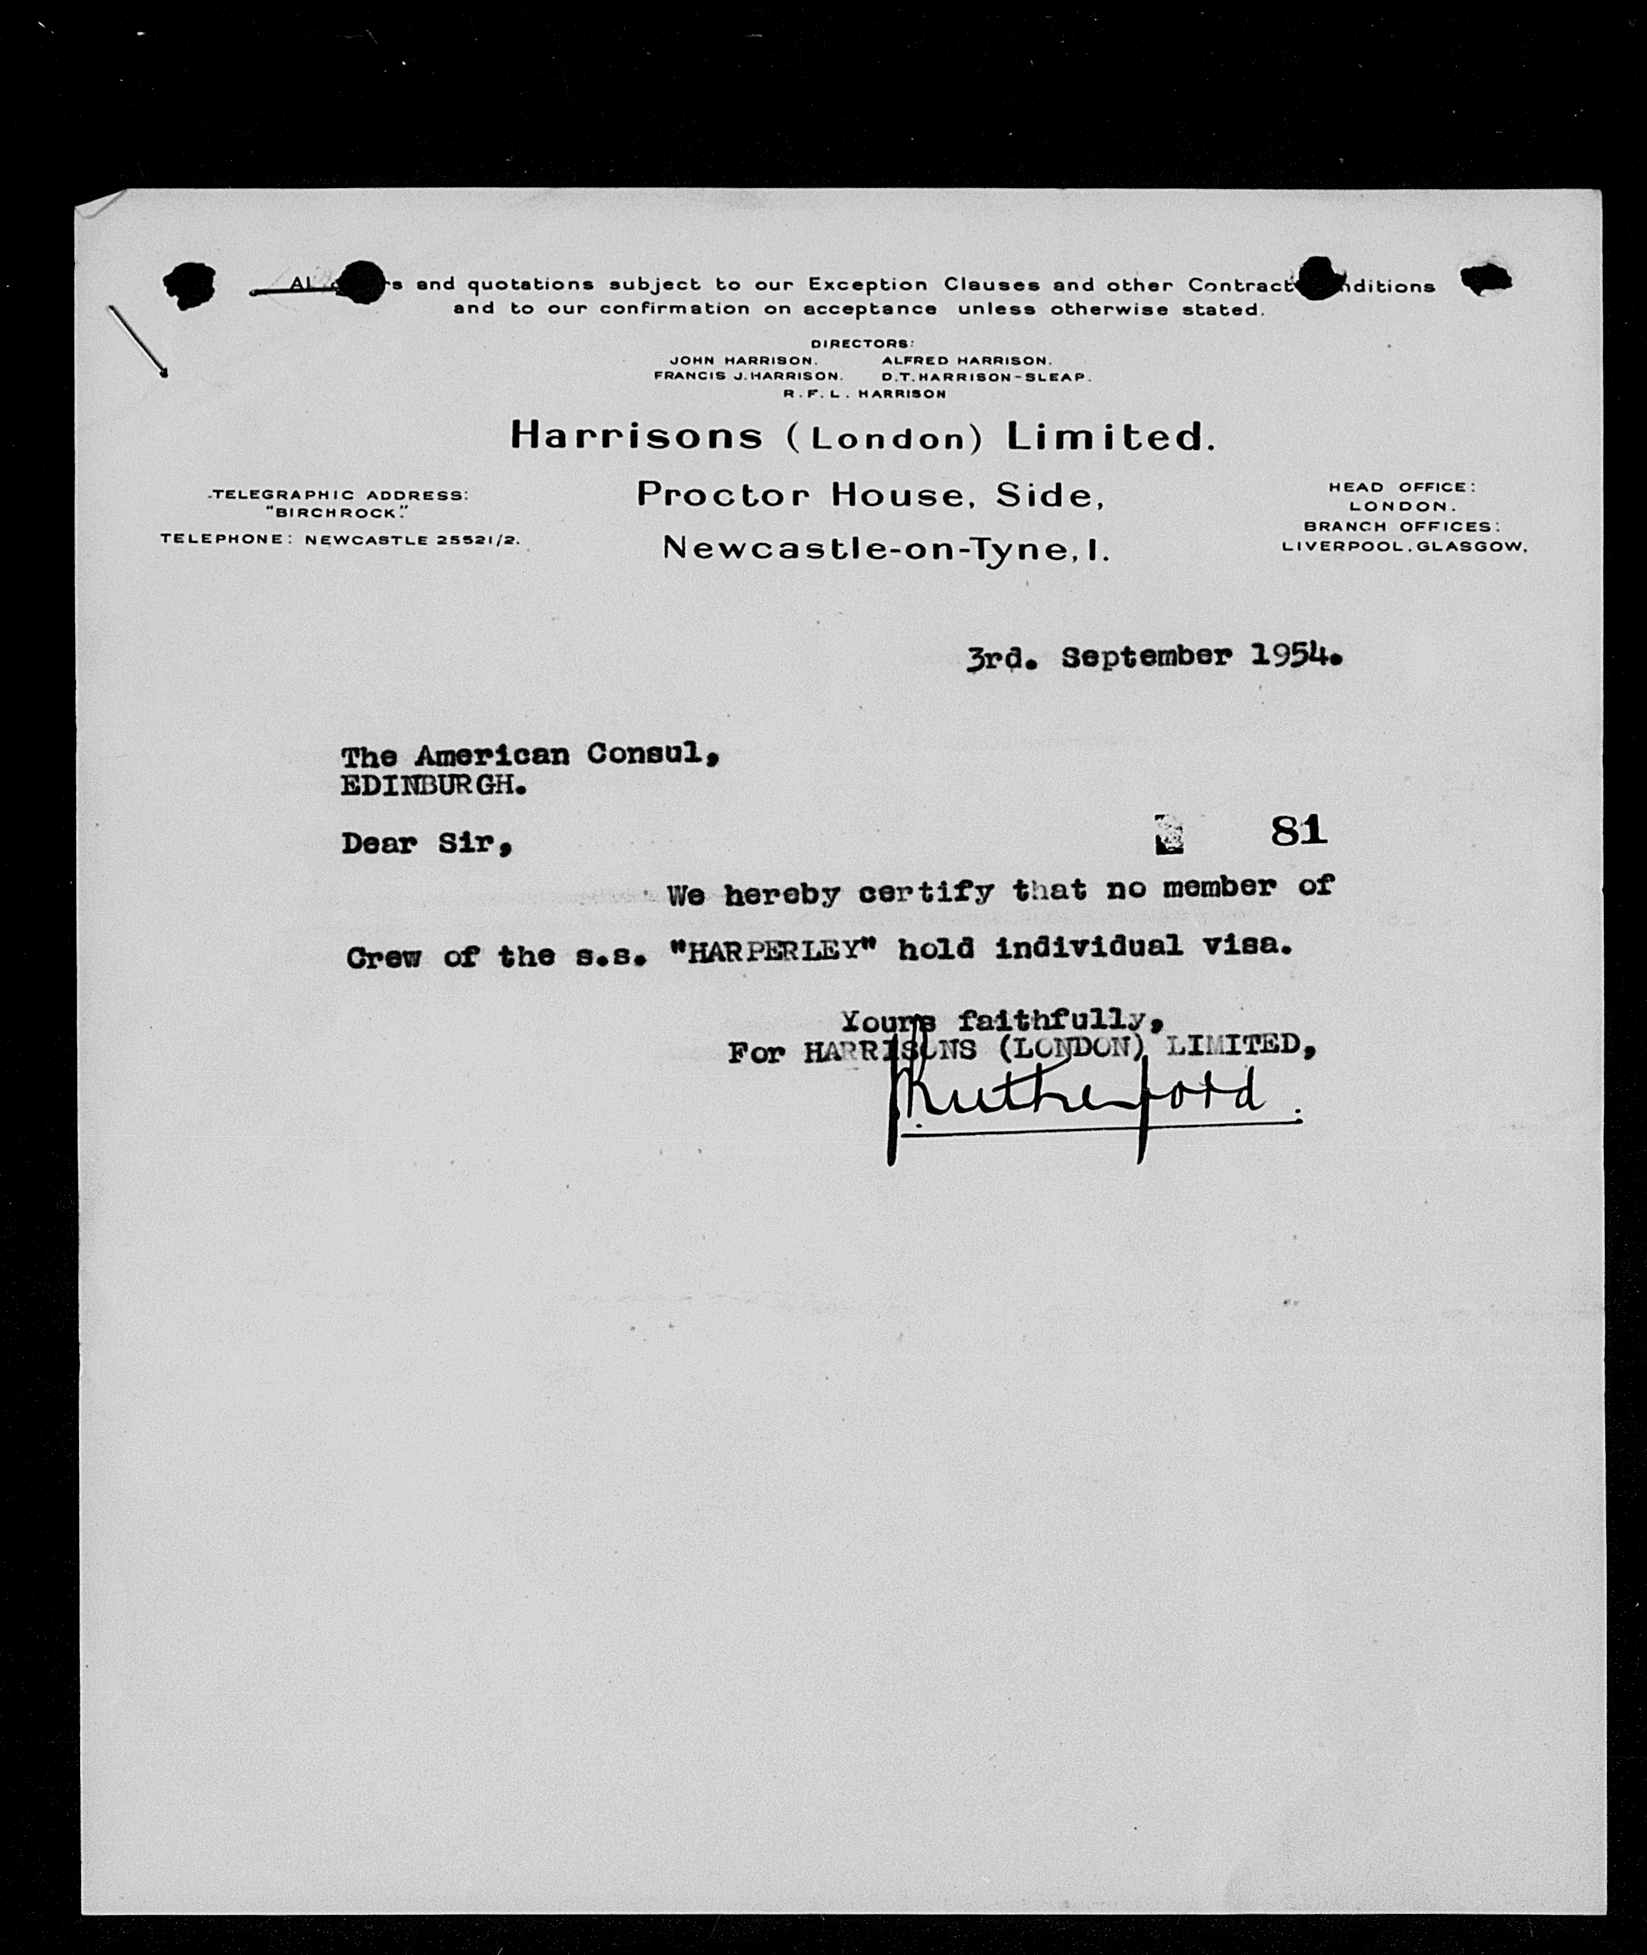 and quotations subject to our Exception Clauses and other Contract
and to our confirmation on acceptance unless otherwise stated.
DIRECTORS:
JOHN HARRISON. ALFRED HARRISON.
FRANCIS J. HARRISON. D.T. HARRISON-SLEAP.
R.F.L. HARRISON
Harrisons (London) Limited.
Proctor House, Side,
Newcastle-on-Tyne, 1.
TELEGRAPHIC ADDRESS:
"BIRCHROCK."
TELEPHONE: NEWCASTLE 25521/2.
HEAD OFFICE:
LONDON.
BRANCH OFFICES:
LIVERPOOL. GLASGOW.
3rd. September 1954.
The American Consul,
EDINBURGH.
Dear Sir,
81
We hereby certify that no member of
Crew of the s.s. "HARPERLEY" hold individual visa.
Yours faithfully,
For HARRISONS (LONDON) LIMITED,
Rutherford.